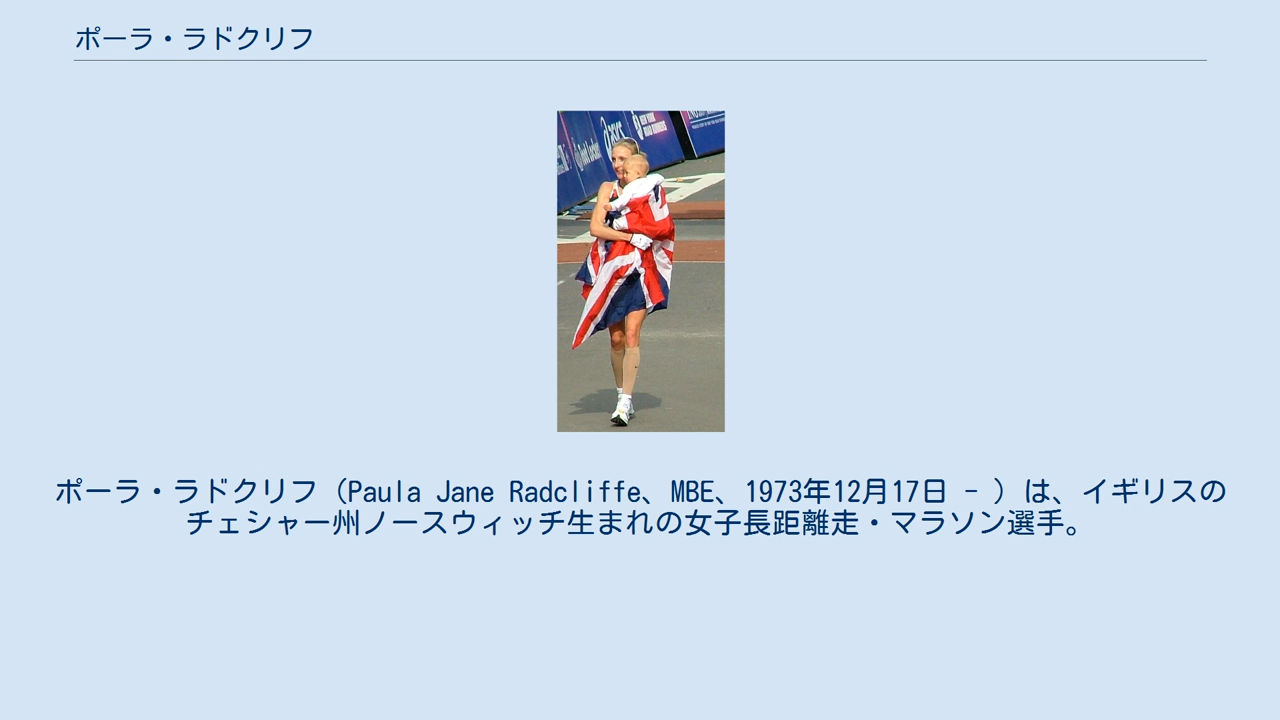 ポーラ・ラドクリフ
asics
ポーラ・ラドクリフ（Paula Jane Radcliffe、MBE、1973年12月17日 - ）は、イギリスの
チェシャー州ノースウィッチ生まれの女子長距離走・マラソン選手。